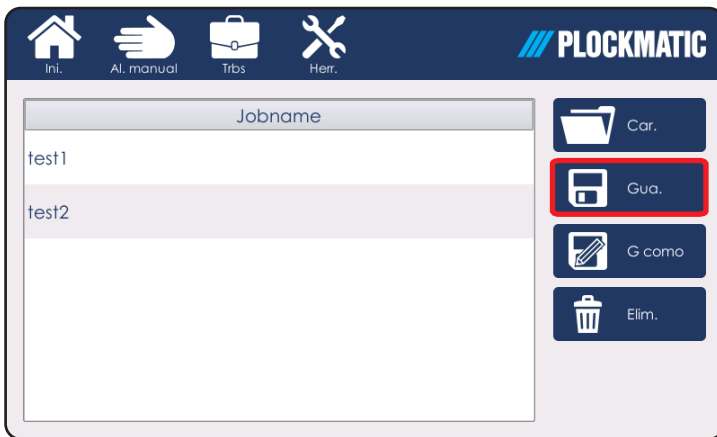 Ini.
Al. manual
Trbs
Herr.
PLOCKMATIC
Jobname
test1
test2
Car.
Gua.
G como
Elim.